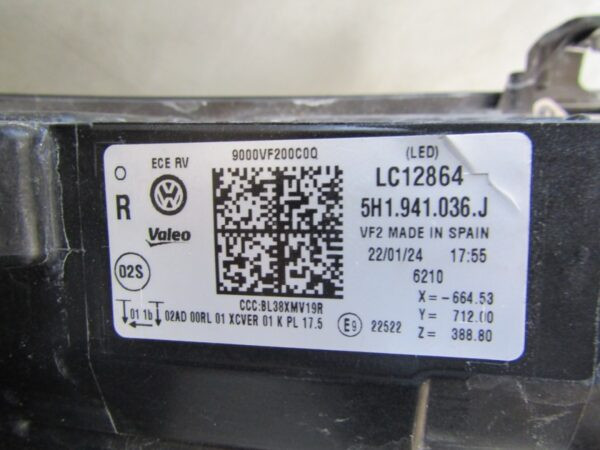 ECE RV
9000VF200C0Q
(LED)
LC12864
R
5H1.941.036.J
Valeo
VF2 MADE IN SPAIN
22/01/24 17:55
02S
6210
CCC:BL38XMV19R
X = -664.53
01 1b 02AD 00RL 01 XCVER 01 K PL 17.5
E9 22522
Y = 712.00
Z = 388.80